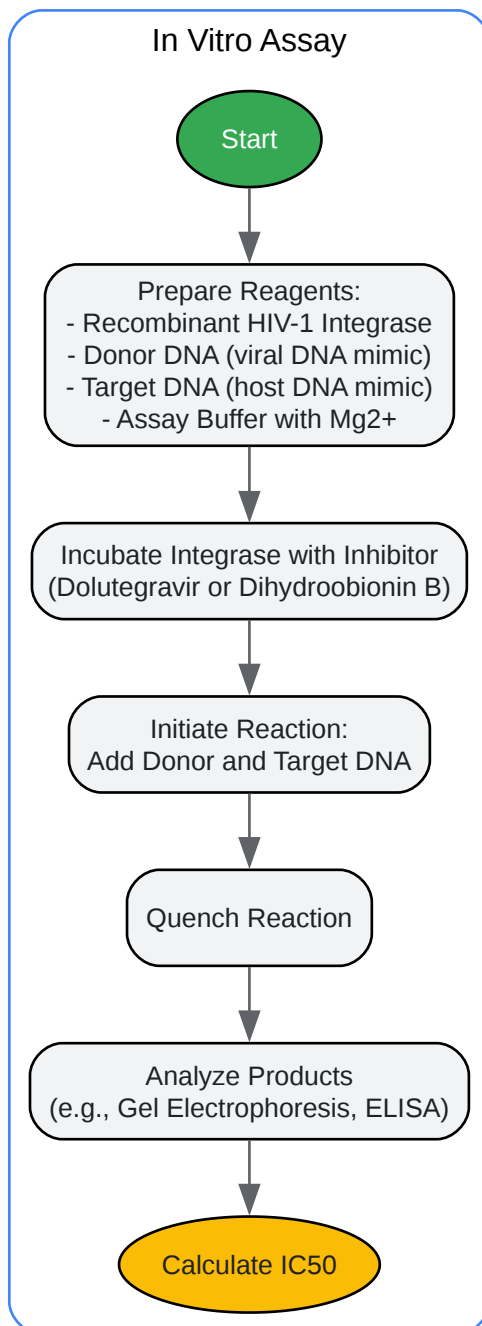 In Vitro Assay
Start
Prepare Reagents:
- Recombinant HIV-1 Integrase
- Donor DNA (viral DNA mimic)
- Target DNA (host DNA mimic)
- Assay Buffer with Mg2+
Incubate Integrase with Inhibitor
(Dolutegravir or Dihydroobionin B)
Initiate Reaction:
Add Donor and Target DNA
Quench Reaction
Analyze Products
(e.g., Gel Electrophoresis, ELISA)
Calculate IC50